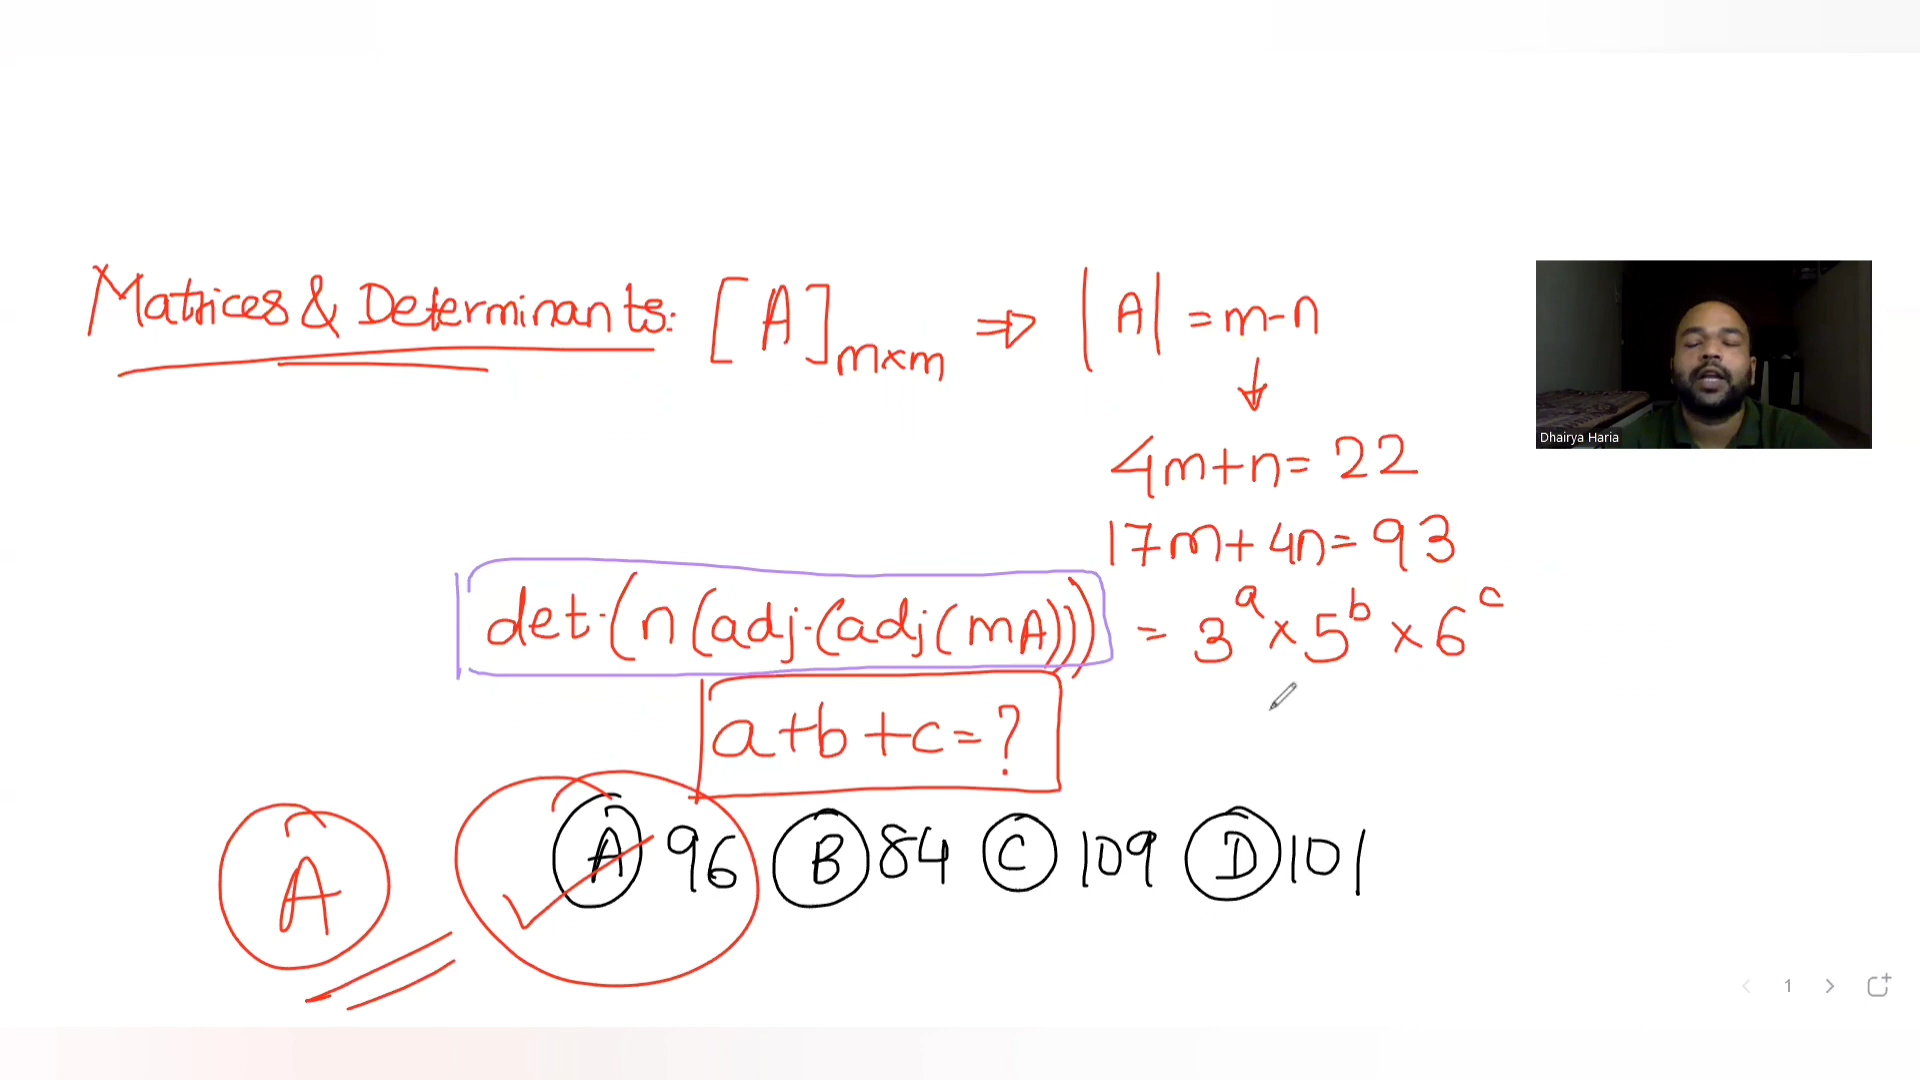 Matrices & Determinants: [A]m×m ⇒ |A| = m-n
↓
4m+n= 22
17m+4n= 93
det.(n(adj.(adj(mA))) = 3^a × 5^b × 6^c
a+b+c=?
A 96 B 84 C 109 D 101
A
Dhairya Haria
1